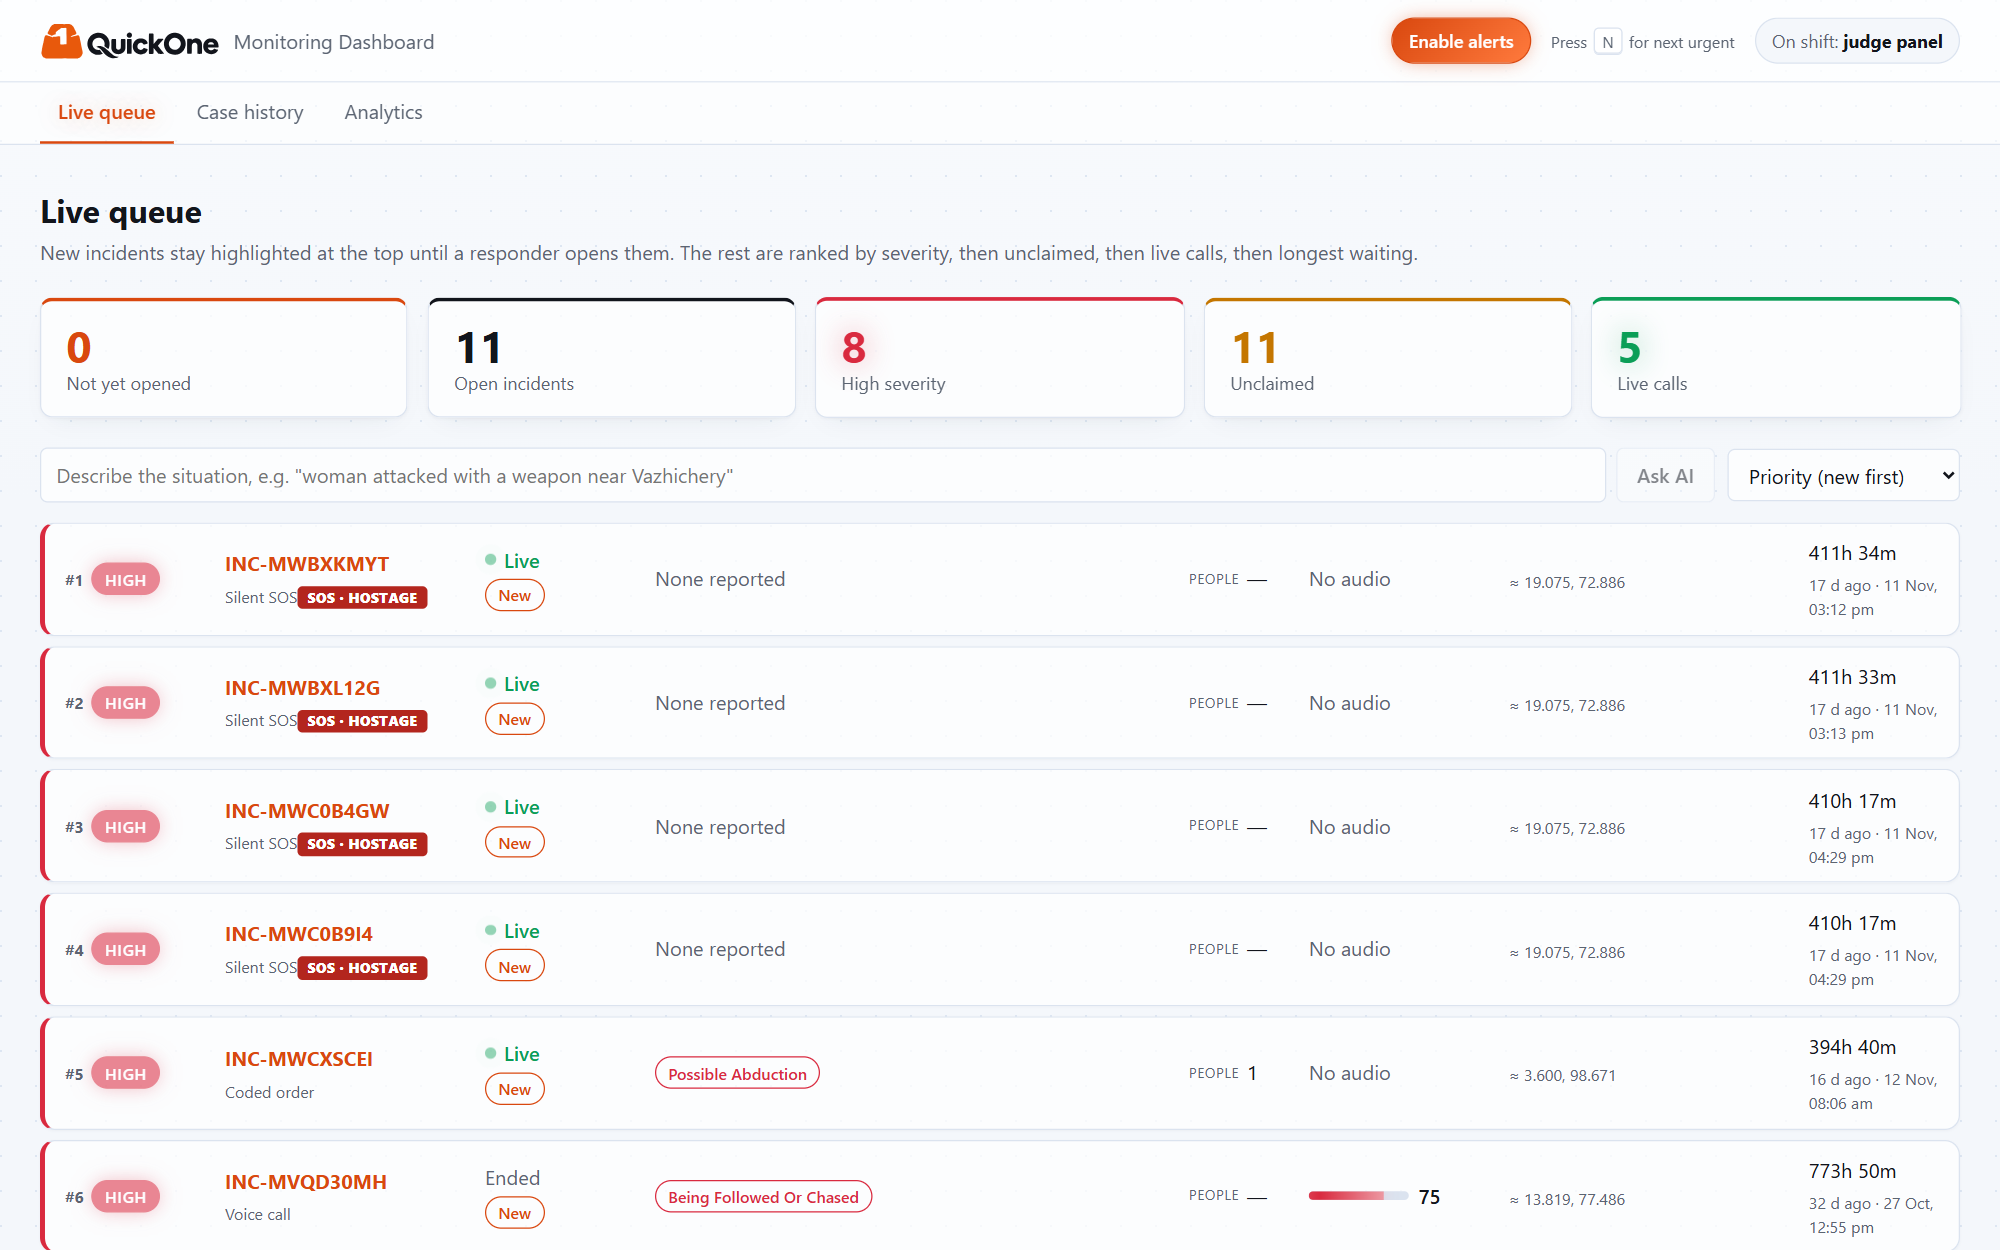 QuickOne Monitoring Dashboard Enable alerts Press N for next urgent On shift: judge panel
Live queue Case history Analytics
Live queue
New incidents stay highlighted at the top until a responder opens them. The rest are ranked by severity, then unclaimed, then live calls, then longest waiting.
0
Not yet opened
11
Open incidents
8
High severity
11
Unclaimed
5
Live calls
Describe the situation, e.g. "woman attacked with a weapon near Vazhichery" Ask AI Priority (new first)
#1 HIGH INC-MWBXKMYT Live None reported PEOPLE — No audio ≈ 19.075, 72.886 411h 34m
Silent SOS SOS · HOSTAGE New 17 d ago · 11 Nov,
03:12 pm
#2 HIGH INC-MWBXL12G Live None reported PEOPLE — No audio ≈ 19.075, 72.886 411h 33m
Silent SOS SOS · HOSTAGE New 17 d ago · 11 Nov,
03:13 pm
#3 HIGH INC-MWC0B4GW Live None reported PEOPLE — No audio ≈ 19.075, 72.886 410h 17m
Silent SOS SOS · HOSTAGE New 17 d ago · 11 Nov,
04:29 pm
#4 HIGH INC-MWC0B9I4 Live None reported PEOPLE — No audio ≈ 19.075, 72.886 410h 17m
Silent SOS SOS · HOSTAGE New 17 d ago · 11 Nov,
04:29 pm
#5 HIGH INC-MWCXSCEI Live Possible Abduction PEOPLE 1 No audio ≈ 3.600, 98.671 394h 40m
Coded order New 16 d ago · 12 Nov,
08:06 am
#6 HIGH INC-MVQD30MH Ended Being Followed Or Chased PEOPLE — 75 ≈ 13.819, 77.486 773h 50m
Voice call New 32 d ago · 27 Oct,
12:55 pm